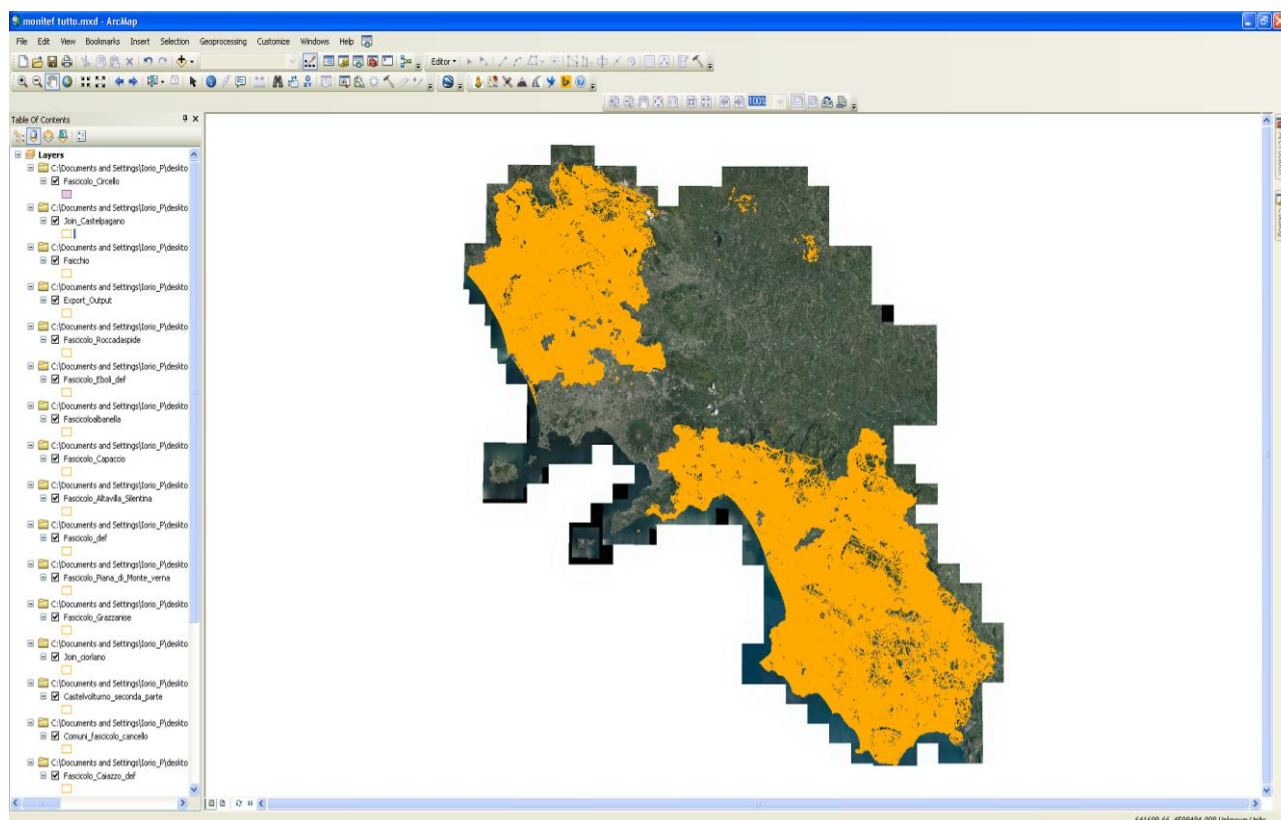 monitef tutto.mxd - ArcMap
File Edit View Bookmarks Insert Selection Geoprocessing Customize Windows Help
Editor
100%
Table Of Contents
Layers
C:\Documents and Settings\Iorio_P\deskto
Fascicolo_Circello
C:\Documents and Settings\Iorio_P\deskto
Join_Castelpagano
C:\Documents and Settings\Iorio_P\deskto
Faicchio
C:\Documents and Settings\Iorio_P\deskto
Export_Output
C:\Documents and Settings\Iorio_P\deskto
Fascicolo_Roccadaspide
C:\Documents and Settings\Iorio_P\deskto
Fascicolo_Eboli_def
C:\Documents and Settings\Iorio_P\deskto
Fascicoloalbanella
C:\Documents and Settings\Iorio_P\deskto
Fascicolo_Capaccio
C:\Documents and Settings\Iorio_P\deskto
Fascicolo_Altavilla_Silentina
C:\Documents and Settings\Iorio_P\deskto
Fascicolo_def
C:\Documents and Settings\Iorio_P\deskto
Fascicolo_Piana_di_Monte_verna
C:\Documents and Settings\Iorio_P\deskto
Fascicolo_Grazzanise
C:\Documents and Settings\Iorio_P\deskto
Join_ciorlano
C:\Documents and Settings\Iorio_P\deskto
Castelvolturno_seconda_parte
C:\Documents and Settings\Iorio_P\deskto
Comuni_fascicolo_cancello
C:\Documents and Settings\Iorio_P\deskto
Fascicolo_Caiazzo_def
Unknown Units